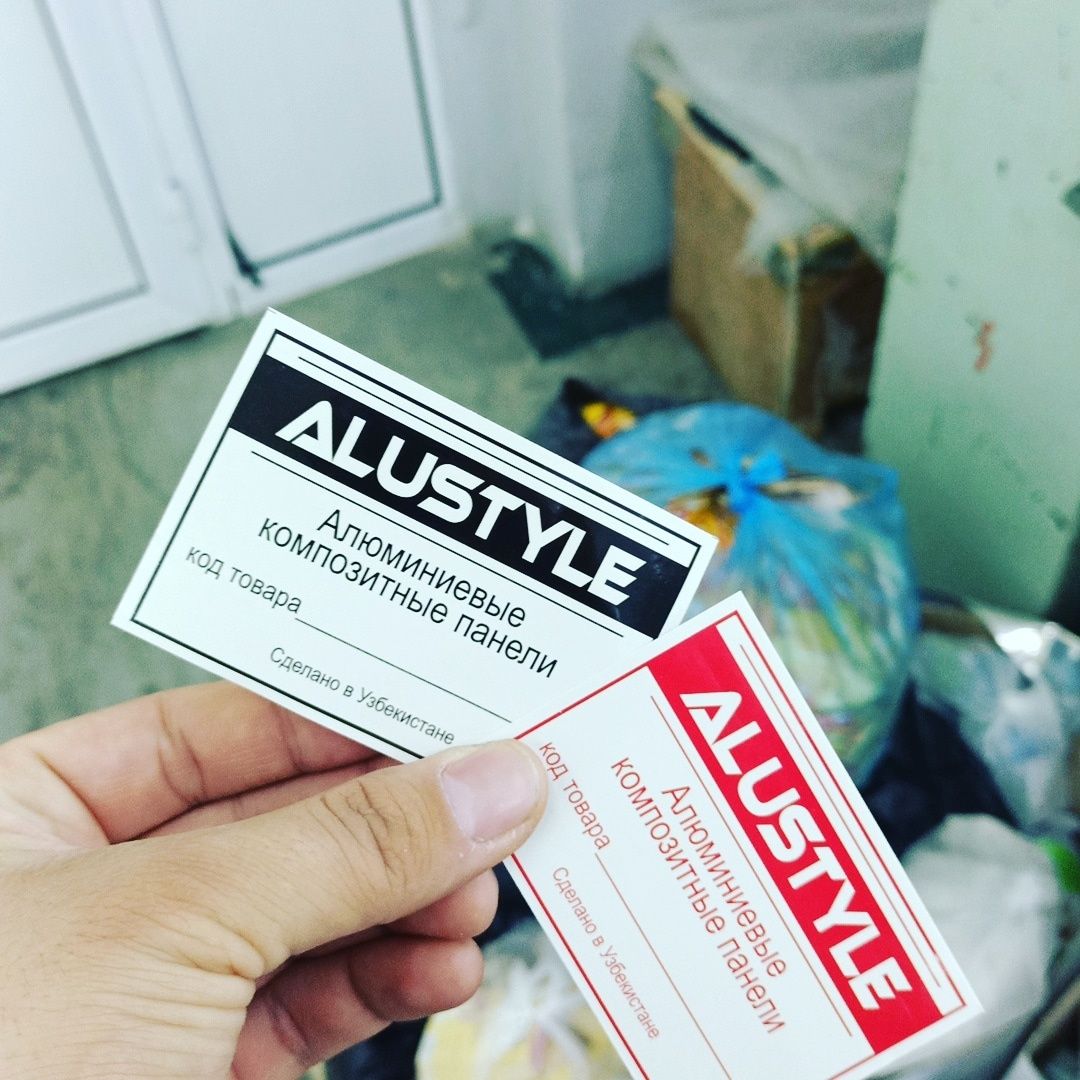 ALUSTYLE
Алюминиевые
композитные панели
код товара
Сделано в Узбекистане
ALUSTYLE
Алюминиевые
композитные панели
код товара
Сделано в Узбекистане